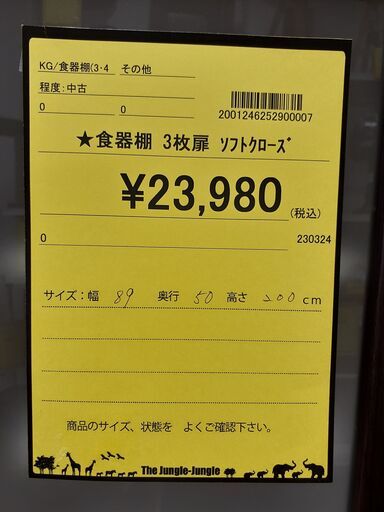 KG/食器棚(3･4 その他
程度:中古
0 0
2001246252900007
★食器棚 3枚扉 ｿﾌﾄｸﾛｰｽﾞ
¥23,980(税込)
0 230324
サイズ:幅 89 奥行 50 高さ 200 cm
商品のサイズ、状態を よくご確認下さい。
The Jungle-Jungle